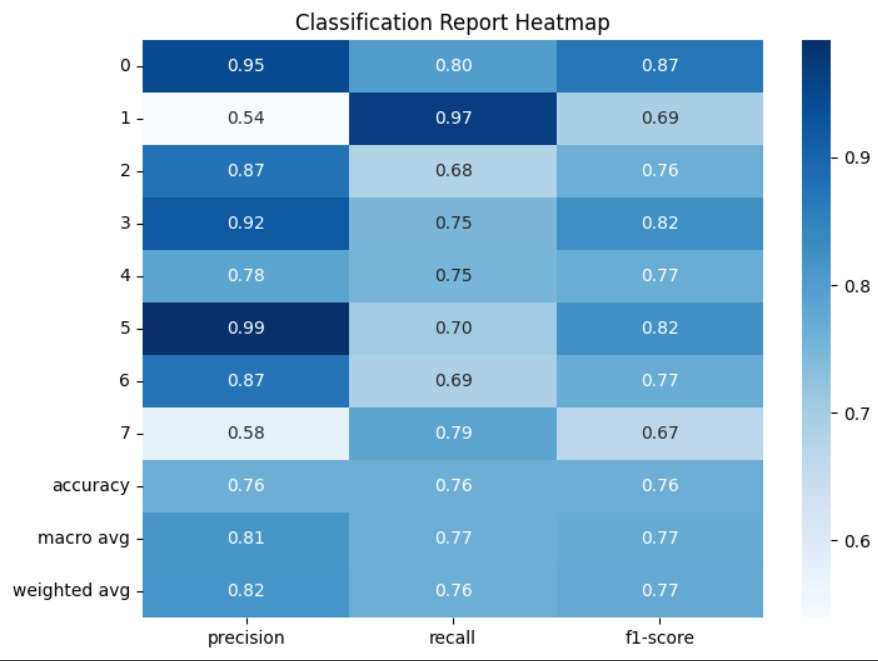 Classification Report Heatmap
0 0.95 0.80 0.87
1 0.54 0.97 0.69
2 0.87 0.68 0.76
3 0.92 0.75 0.82
4 0.78 0.75 0.77
5 0.99 0.70 0.82
6 0.87 0.69 0.77
7 0.58 0.79 0.67
accuracy 0.76 0.76 0.76
macro avg 0.81 0.77 0.77
weighted avg 0.82 0.76 0.77
precision recall f1-score
0.9
0.8
0.7
0.6